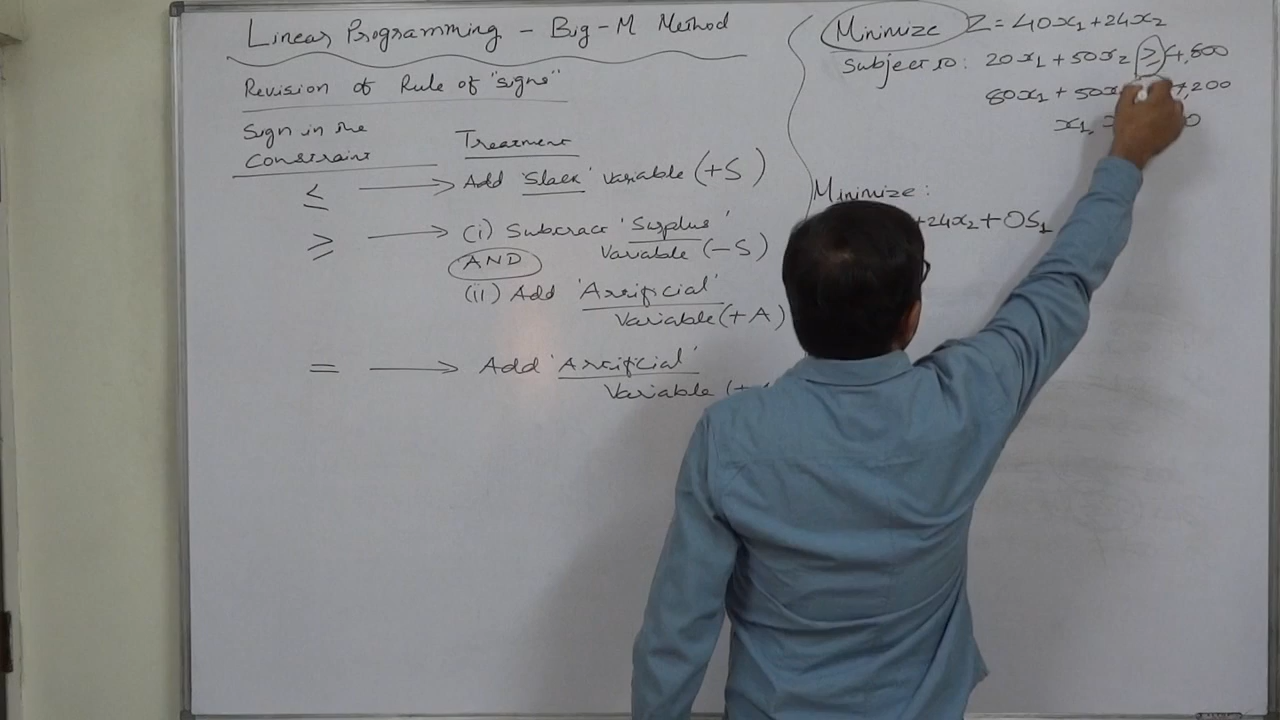 Linear Programming - Big-M Method
Revision of Rule of "signs"
Sign in the
Constraint
Treatment
≤ → Add 'Slack' Variable (+S)
≥ → (i) Subtract 'Surplus'
Variable (-S)
AND
(ii) Add 'Artificial'
Variable (+A)
= → Add 'Artificial'
Variable (+
Minimize Z = 40x₁ + 24x₂
Subject to: 20x₁ + 50x₂ ≥ 4,800
80x₁ + 50x ,200
x₁, 0
Minimize:
+24x₂ + 0S₁